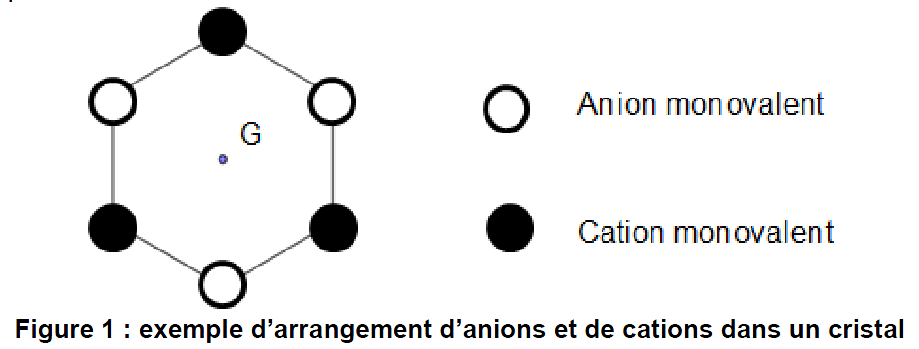 G
Anion monovalent
Cation monovalent
Figure 1 : exemple d'arrangement d'anions et de cations dans un cristal